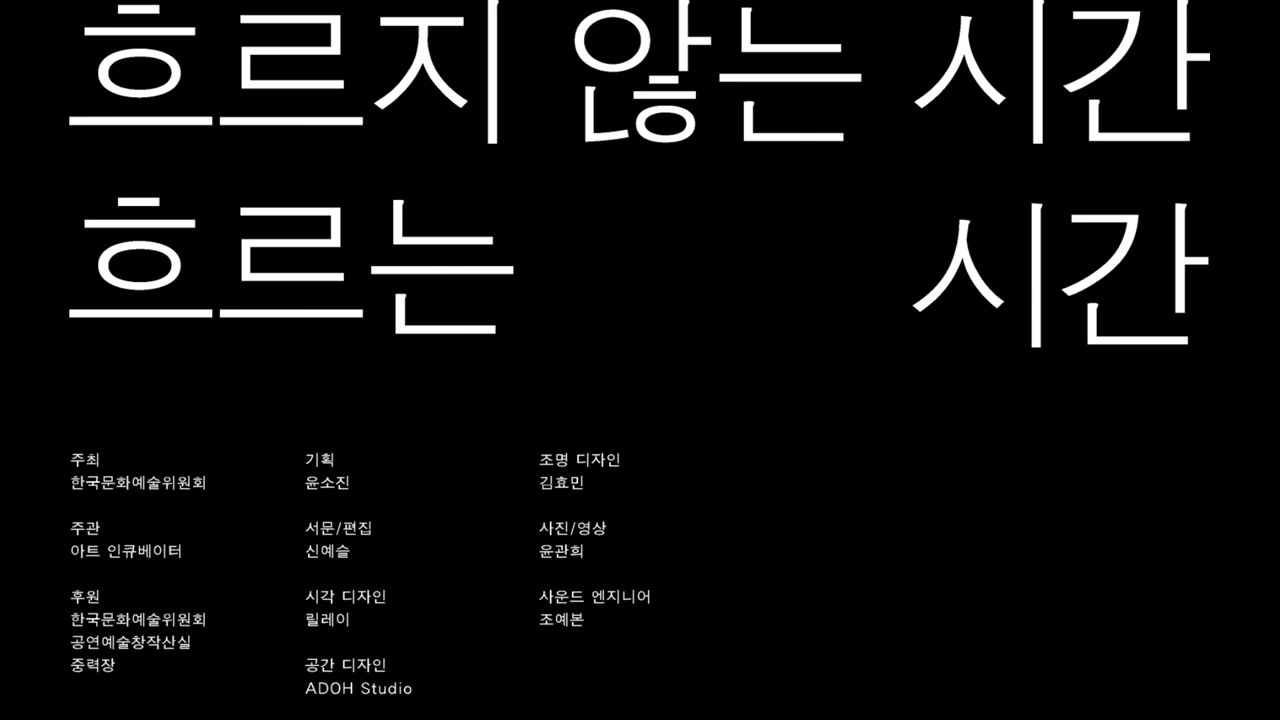 흐르지 않는 시간
흐르는 시간
주최
한국문화예술위원회
주관
아트 인큐베이터
후원
한국문화예술위원회
공연예술창작산실
중력장
기획
윤소진
서문/편집
신예슬
시각 디자인
릴레이
공간 디자인
ADOH Studio
조명 디자인
김효민
사진/영상
윤관희
사운드 엔지니어
조예본